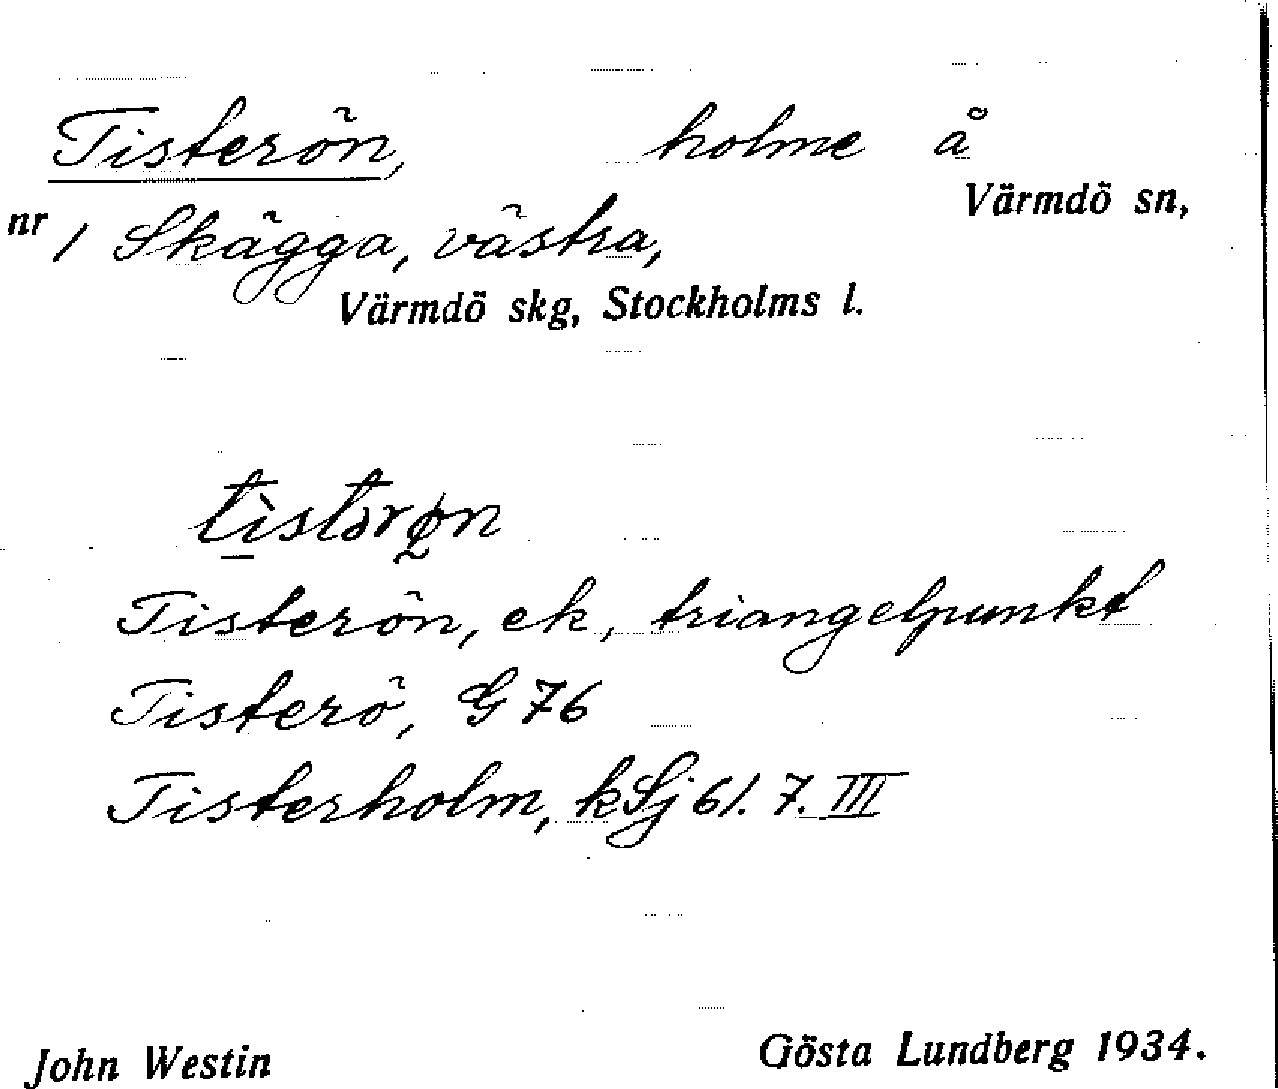 Tisterön, holme å
Värmdö sn,
nr 1 Skägga, västra,
Värmdö skg, Stockholms l.
tìstərøn
Tisterön, ek, triangelpunkt
Tisterö, G 76
Tisterholm, kSj 61. 7. III
John Westin Gösta Lundberg 1934.